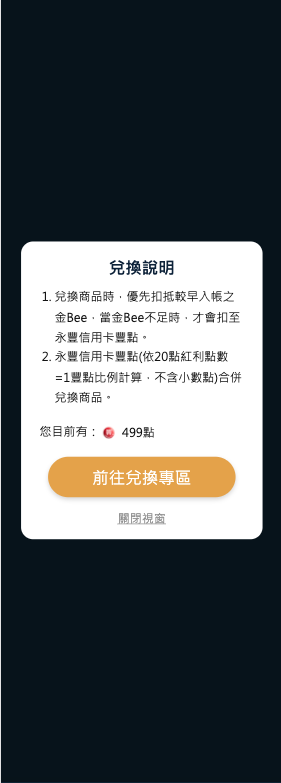 兌換說明
1. 兌換商品時，優先扣抵較早入帳之
金Bee，當金Bee不足時，才會扣至
永豐信用卡豐點。
2. 永豐信用卡豐點(依20點紅利點數
=1豐點比例計算，不含小數點)合併
兌換商品。
您目前有： 499點
前往兌換專區
關閉視窗